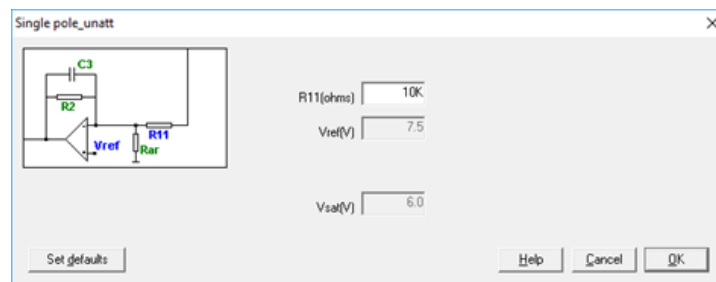 Single pole_unatt
C3
R2
R11
Vref
Rar
R11(ohms) 10K
Vref(V) 7.5
Vsat(V) 6.0
Set defaults
Help Cancel OK